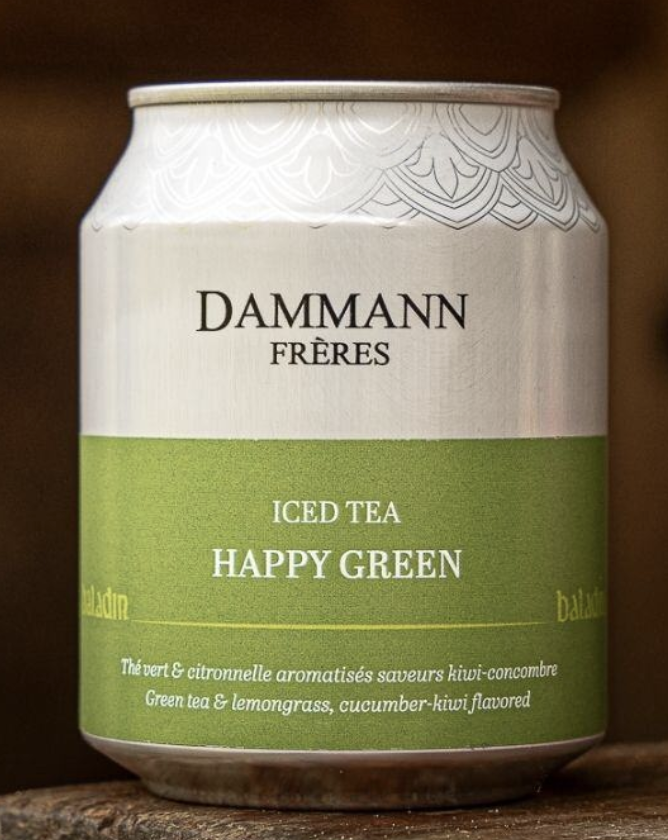 DAMMANN
FRÈRES
ICED TEA
HAPPY GREEN
baladin
Thé vert & citronnelle aromatisés saveurs kiwi-concombre
Green tea & lemongrass, cucumber-kiwi flavored